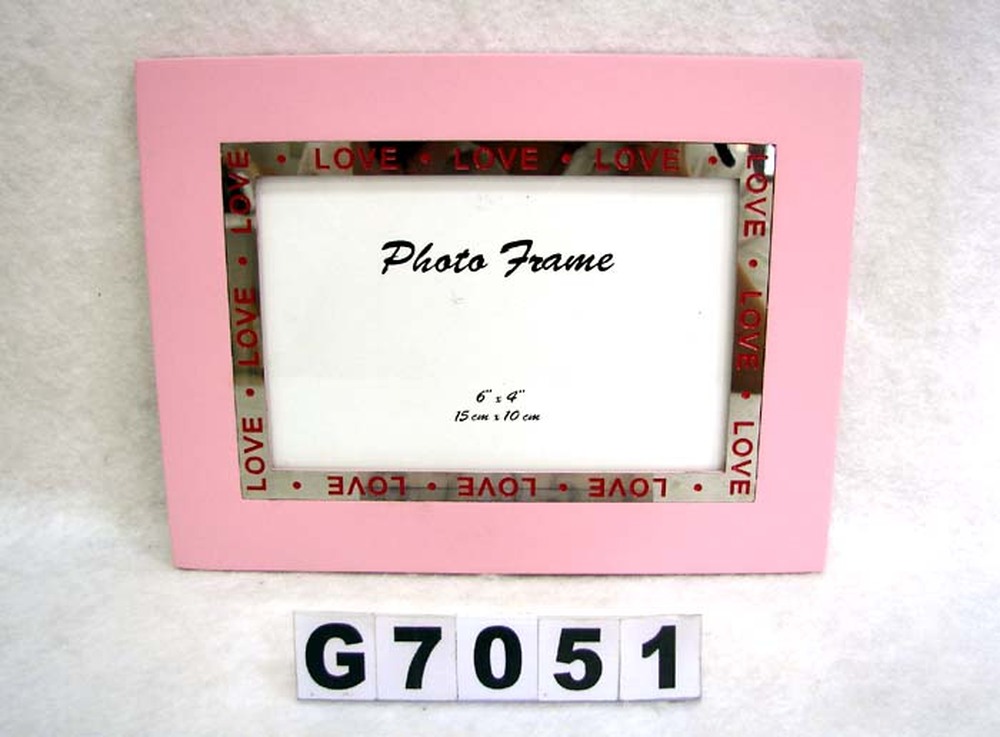 LOVE • LOVE • LOVE • LOVE • LOVE
LOVE • LOVE • LOVE
LOVE • LOVE • LOVE
Photo Frame
6" x 4"
15 cm x 10 cm
• LOVE • LOVE • LOVE •
G7051